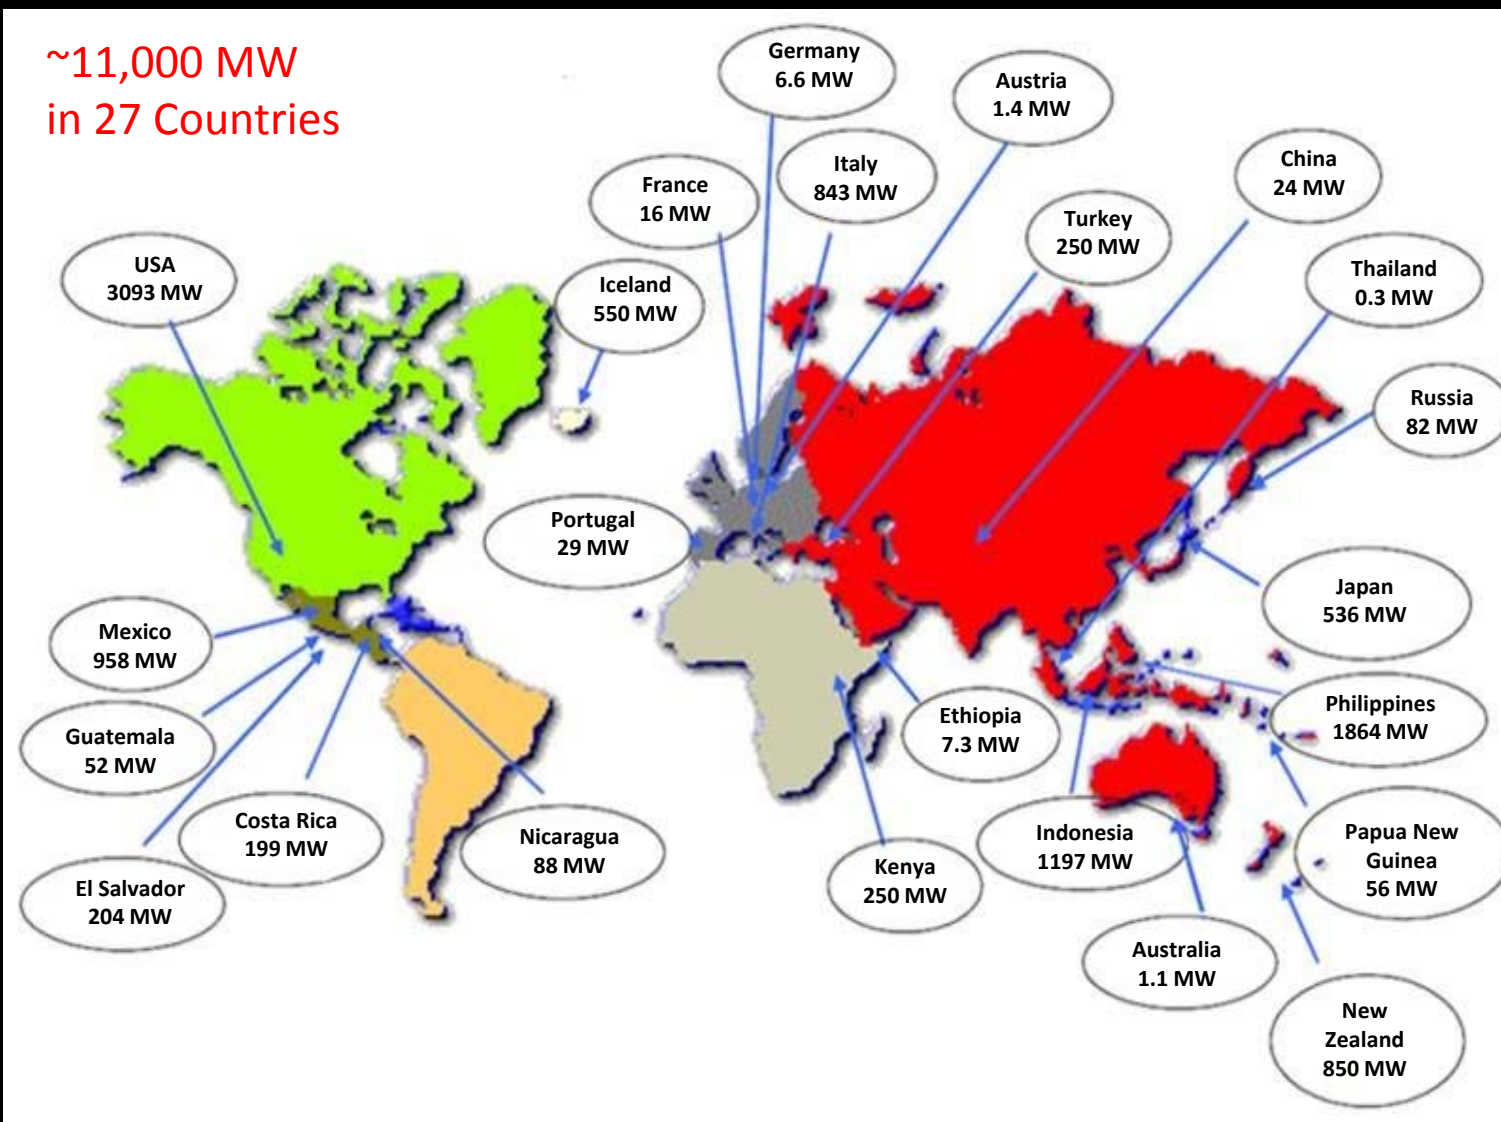 ~11,000 MW
in 27 Countries
Germany
6.6 MW
Austria
1.4 MW
Italy
843 MW
China
24 MW
France
16 MW
Turkey
250 MW
USA
3093 MW
Iceland
550 MW
Thailand
0.3 MW
Russia
82 MW
Portugal
29 MW
Japan
536 MW
Mexico
958 MW
Guatemala
52 MW
Ethiopia
7.3 MW
Philippines
1864 MW
Costa Rica
199 MW
Nicaragua
88 MW
Indonesia
1197 MW
Papua New
Guinea
56 MW
Kenya
250 MW
El Salvador
204 MW
Australia
1.1 MW
New
Zealand
850 MW